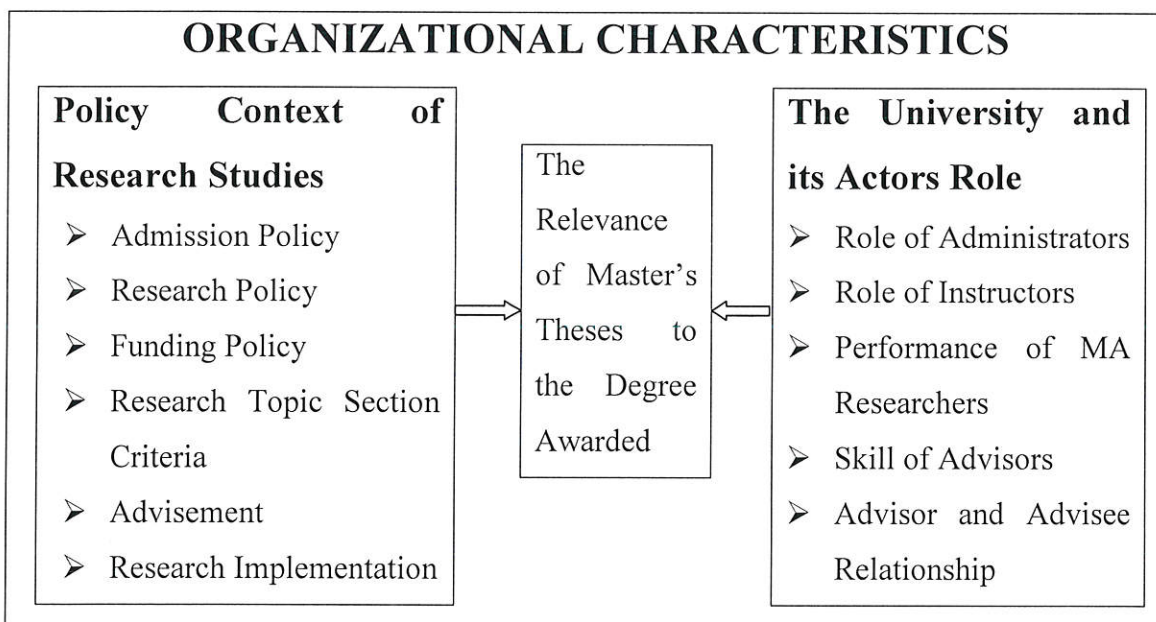 ORGANIZATIONAL CHARACTERISTICS
Policy Context of
Research Studies
➢ Admission Policy
➢ Research Policy
➢ Funding Policy
➢ Research Topic Section
Criteria
➢ Advisement
➢ Research Implementation
The
Relevance
of Master's
Theses to
the Degree
Awarded
The University and
its Actors Role
➢ Role of Administrators
➢ Role of Instructors
➢ Performance of MA
Researchers
➢ Skill of Advisors
➢ Advisor and Advisee
Relationship